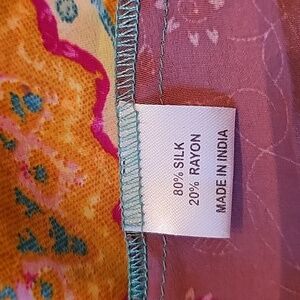 80% SILK
20% RAYON
MADE IN INDIA